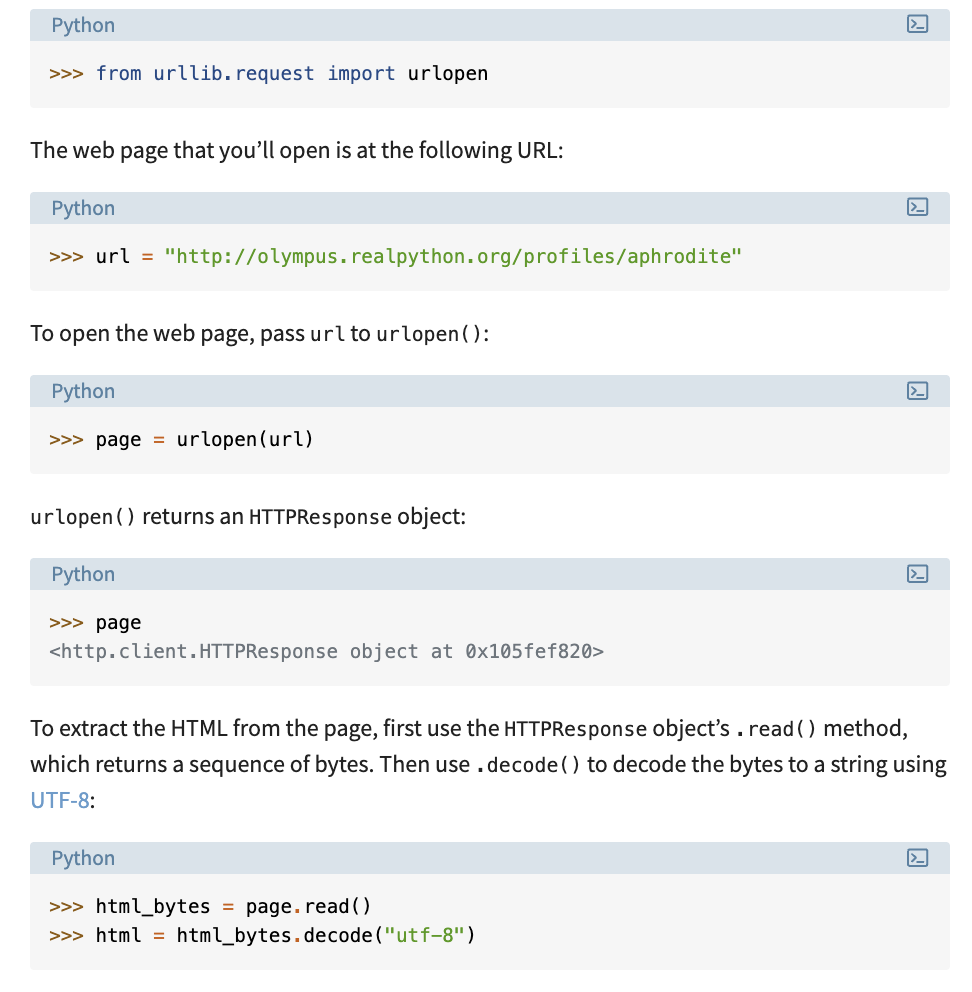 Python
>>> from urllib.request import urlopen
The web page that you’ll open is at the following URL:
Python
>>> url = "http://olympus.realpython.org/profiles/aphrodite"
To open the web page, pass url to urlopen():
Python
>>> page = urlopen(url)
urlopen() returns an HTTPResponse object:
Python
>>> page
<http.client.HTTPResponse object at 0x105fef820>
To extract the HTML from the page, first use the HTTPResponse object’s .read() method,
which returns a sequence of bytes. Then use .decode() to decode the bytes to a string using
UTF-8:
Python
>>> html_bytes = page.read()
>>> html = html_bytes.decode("utf-8")